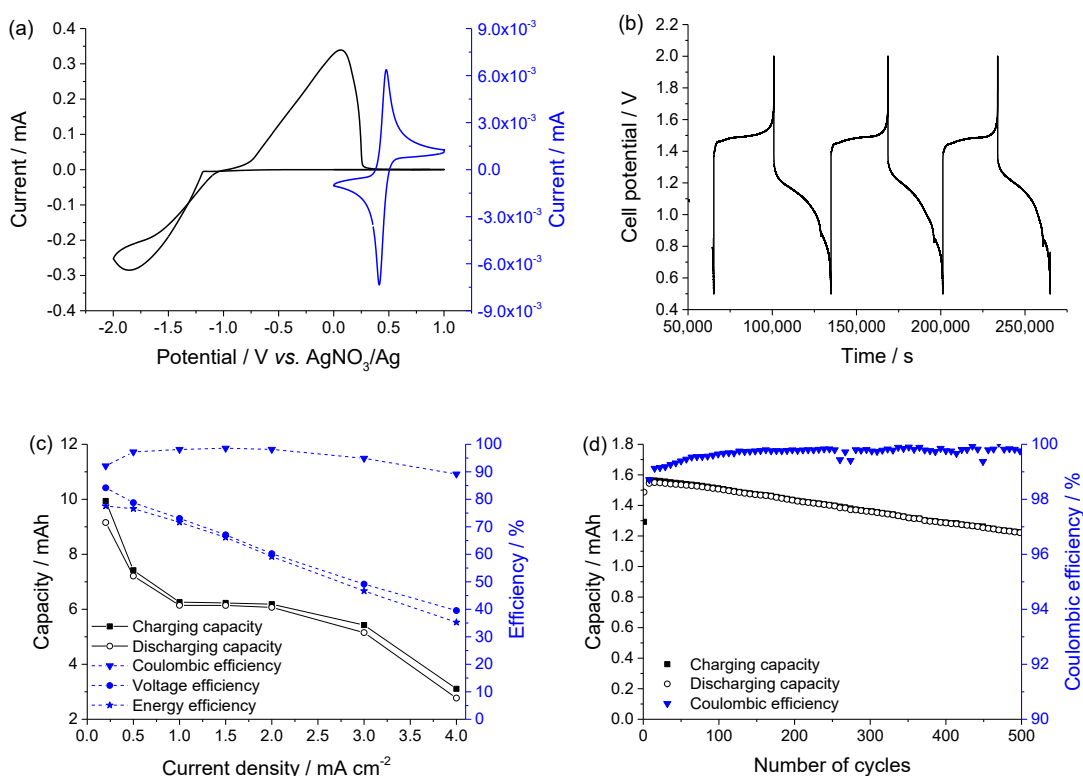 (a)
0.4
0.3
0.2
0.1
0.0
-0.1
-0.2
-0.3
-0.4
Current / mA
-2.0 -1.5 -1.0 -0.5 0.0 0.5 1.0
Potential / V vs. AgNO₃/Ag
9.0x10⁻³
6.0x10⁻³
3.0x10⁻³
0.0
-3.0x10⁻³
-6.0x10⁻³
-9.0x10⁻³
Current / mA
(b)
2.2
2.0
1.8
1.6
1.4
1.2
1.0
0.8
0.6
0.4
Cell potential / V
50,000 100,000 150,000 200,000 250,000
Time / s
(c)
12
10
8
6
4
2
Capacity / mAh
Charging capacity
Discharging capacity
Coulombic efficiency
Voltage efficiency
Energy efficiency
0.0 0.5 1.0 1.5 2.0 2.5 3.0 3.5 4.0
Current density / mA cm⁻²
100
90
80
70
60
50
40
30
20
10
0
Efficiency / %
(d)
1.8
1.6
1.4
1.2
1.0
0.8
0.6
0.4
0.2
0.0
Capacity / mAh
Charging capacity
Discharging capacity
Coulombic efficiency
0 100 200 300 400 500
Number of cycles
100
98
96
94
92
90
Coulombic efficiency / %